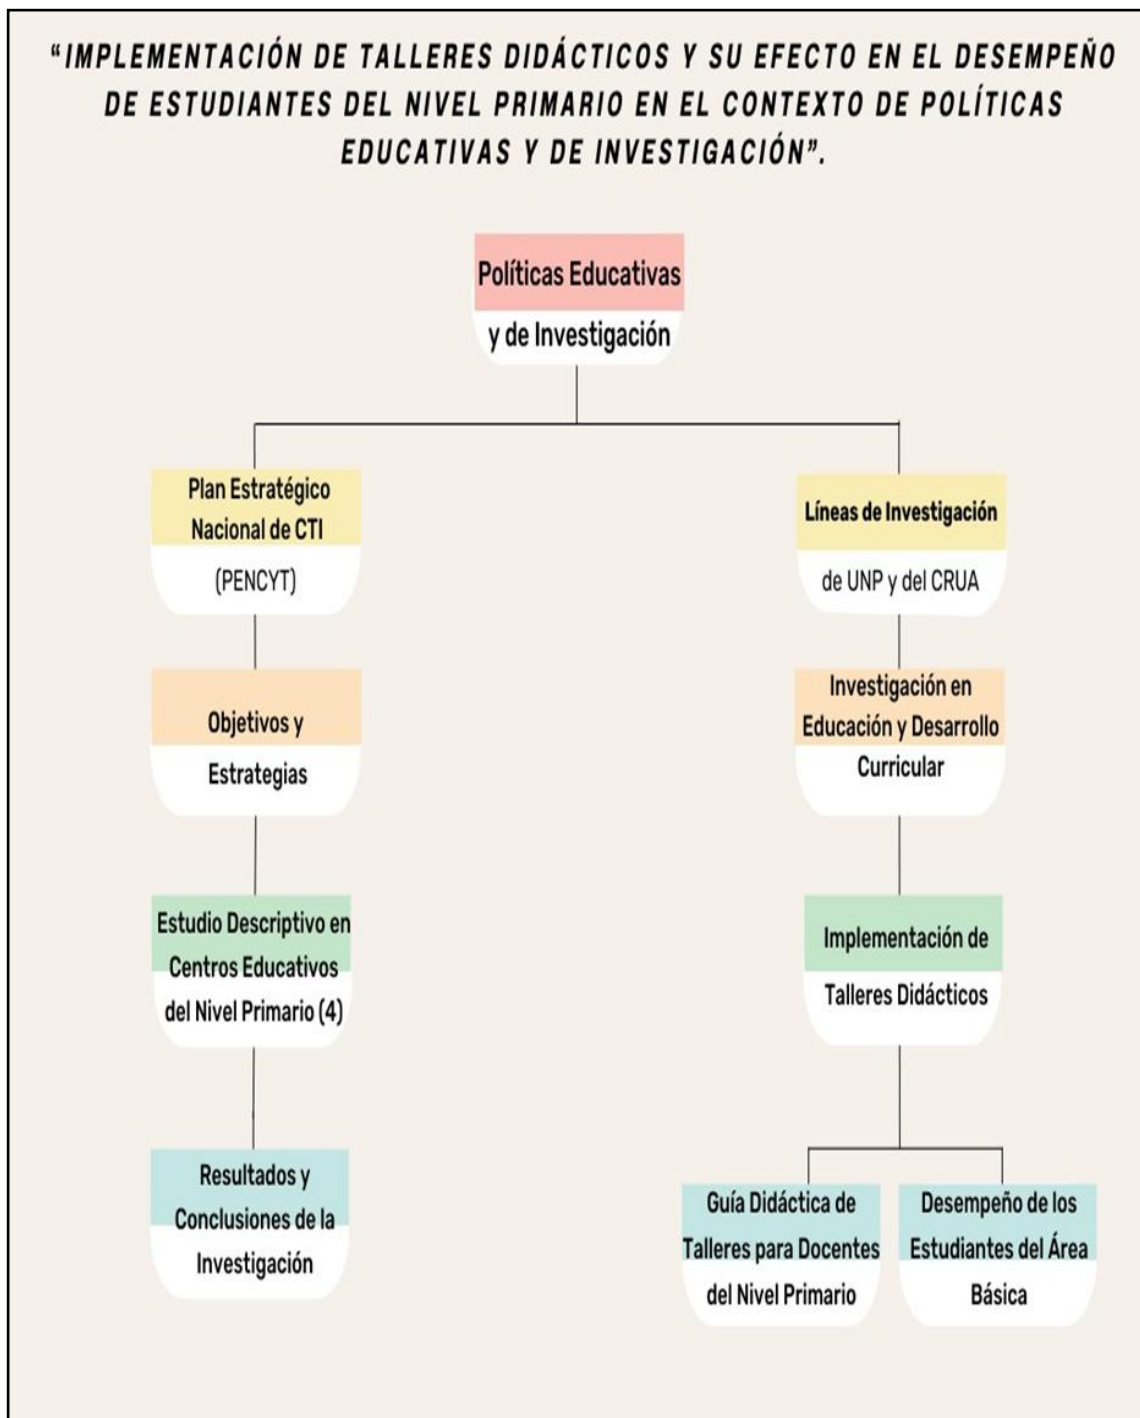 “IMPLEMENTACIÓN DE TALLERES DIDÁCTICOS Y SU EFECTO EN EL DESEMPEÑO
DE ESTUDIANTES DEL NIVEL PRIMARIO EN EL CONTEXTO DE POLÍTICAS
EDUCATIVAS Y DE INVESTIGACIÓN”.
Políticas Educativas
y de Investigación
Plan Estratégico
Nacional de CTI
(PENCYT)
Líneas de Investigación
de UNP y del CRUA
Objetivos y
Estrategias
Investigación en
Educación y Desarrollo
Curricular
Estudio Descriptivo en
Centros Educativos
del Nivel Primario (4)
Implementación de
Talleres Didácticos
Resultados y
Conclusiones de la
Investigación
Guía Didáctica de
Talleres para Docentes
del Nivel Primario
Desempeño de los
Estudiantes del Área
Básica